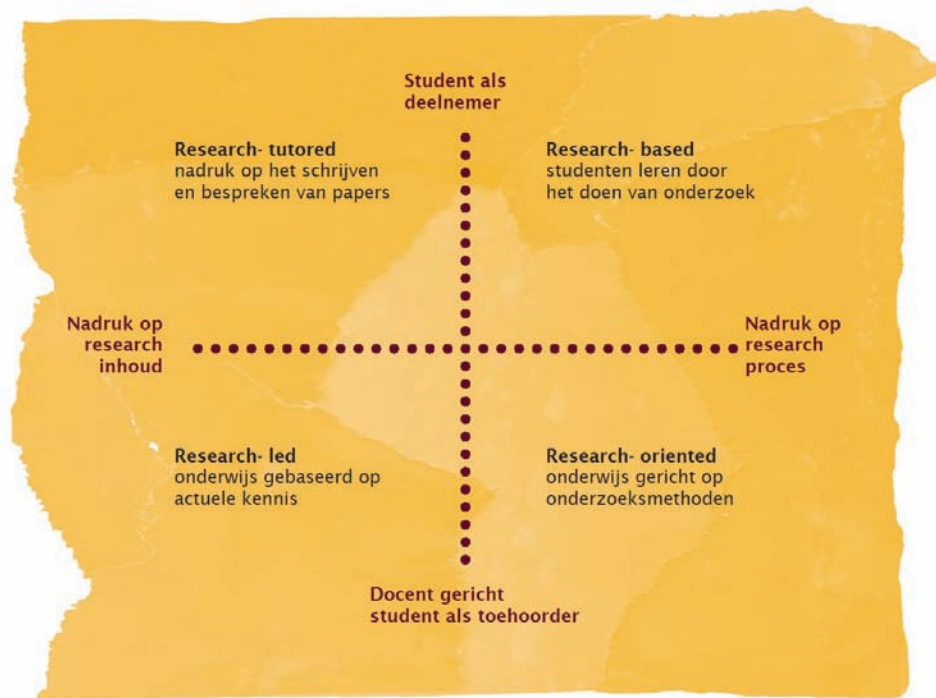 Student als
deelnemer
Research- tutored
nadruk op het schrijven
en bespreken van papers
Research- based
studenten leren door
het doen van onderzoek
Nadruk op
research
inhoud
Nadruk op
research
proces
Research- led
onderwijs gebaseerd op
actuele kennis
Research- oriented
onderwijs gericht op
onderzoeksmethoden
Docent gericht
student als toehoorder